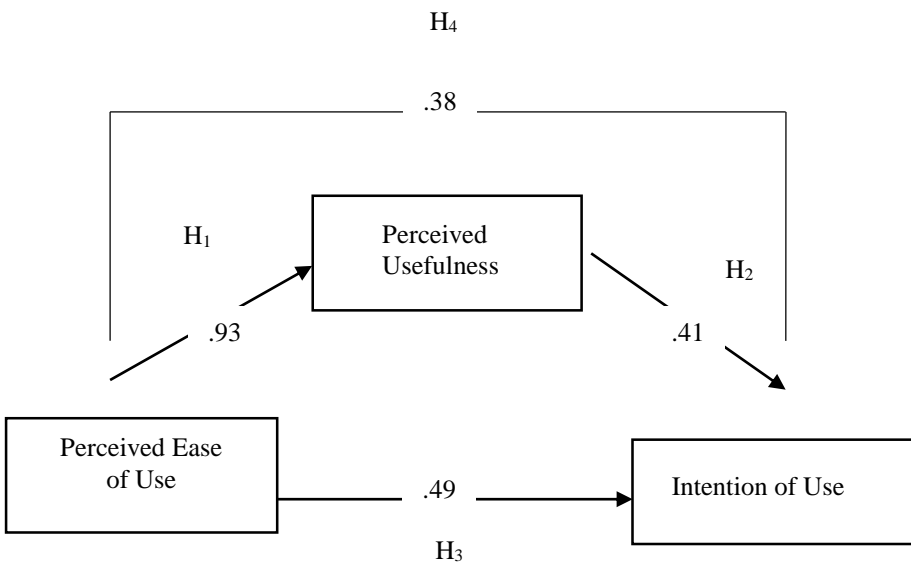 H₄
.38
H₁
Perceived
Usefulness
H₂
.93
.41
Perceived Ease
of Use
.49
Intention of Use
H₃